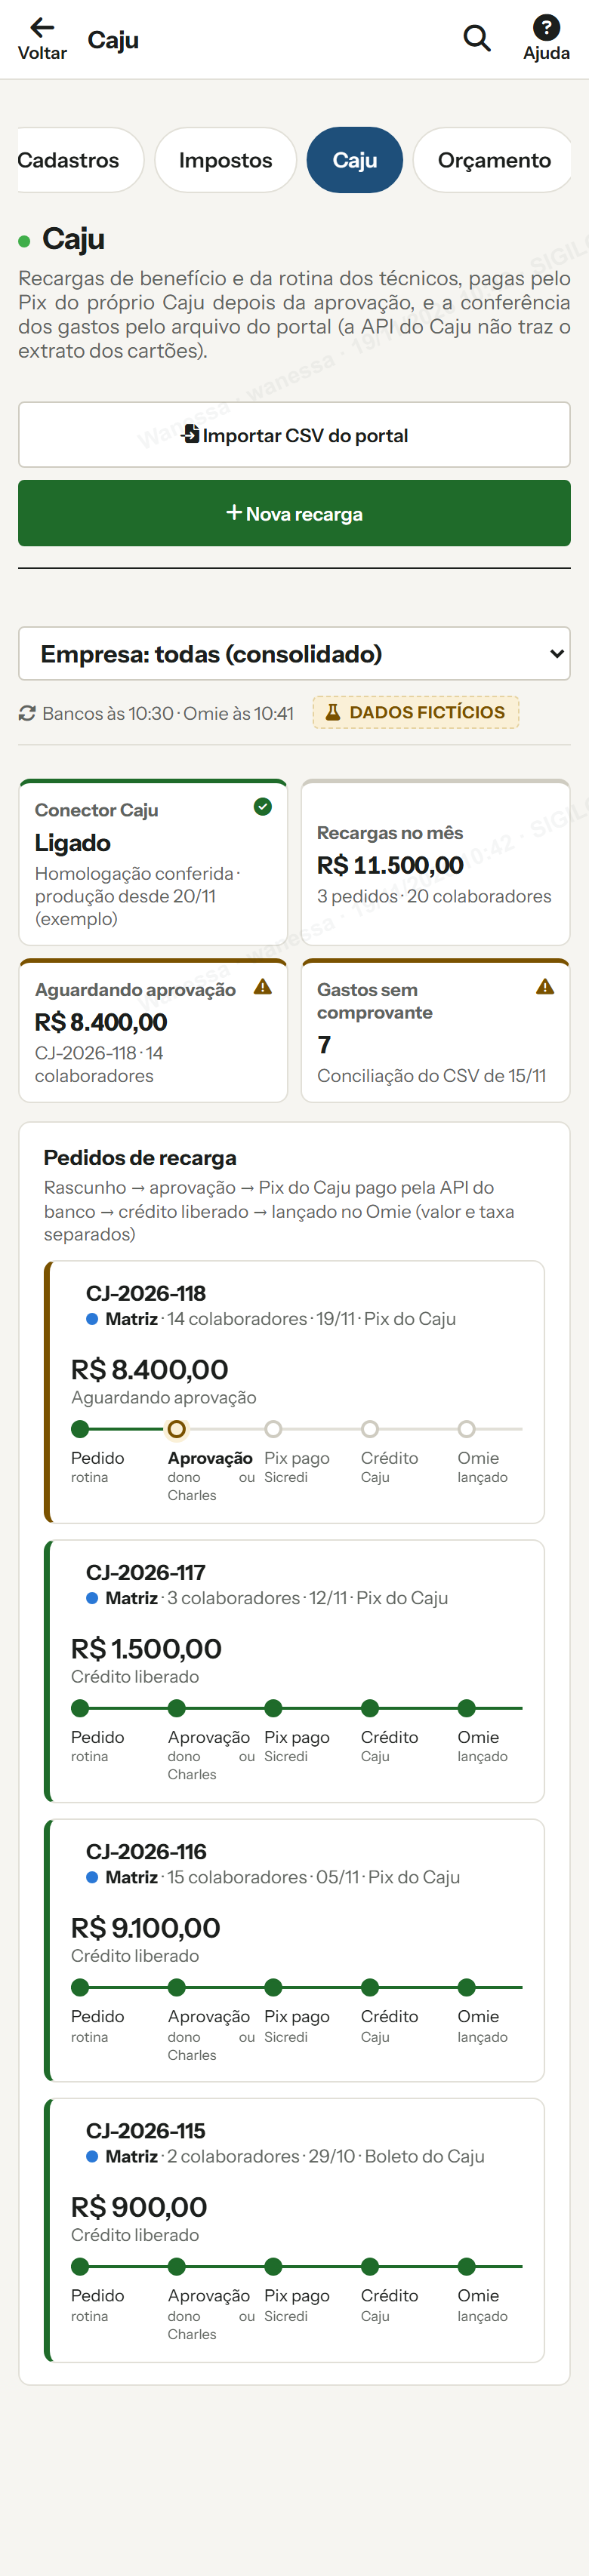 Voltar
Caju
Ajuda
Cadastros
Impostos
Caju
Orçamento
Caju
Recargas de benefício e da rotina dos técnicos, pagas pelo
Pix do próprio Caju depois da aprovação, e a conferência
dos gastos pelo arquivo do portal (a API do Caju não traz o
extrato dos cartões).
Importar CSV do portal
Nova recarga
Empresa: todas (consolidado)
Bancos às 10:30 · Omie às 10:41
DADOS FICTÍCIOS
Conector Caju
Ligado
Homologação conferida ·
produção desde 20/11
(exemplo)
Recargas no mês
R$ 11.500,00
3 pedidos · 20 colaboradores
Aguardando aprovação
R$ 8.400,00
CJ-2026-118 · 14
colaboradores
Gastos sem
comprovante
7
Conciliação do CSV de 15/11
Pedidos de recarga
Rascunho → aprovação → Pix do Caju pago pela API do
banco → crédito liberado → lançado no Omie (valor e taxa
separados)
CJ-2026-118
Matriz · 14 colaboradores · 19/11 · Pix do Caju
R$ 8.400,00
Aguardando aprovação
Pedido
rotina
Aprovação
dono ou
Charles
Pix pago
Sicredi
Crédito
Caju
Omie
lançado
CJ-2026-117
Matriz · 3 colaboradores · 12/11 · Pix do Caju
R$ 1.500,00
Crédito liberado
Pedido
rotina
Aprovação
dono ou
Charles
Pix pago
Sicredi
Crédito
Caju
Omie
lançado
CJ-2026-116
Matriz · 15 colaboradores · 05/11 · Pix do Caju
R$ 9.100,00
Crédito liberado
Pedido
rotina
Aprovação
dono ou
Charles
Pix pago
Sicredi
Crédito
Caju
Omie
lançado
CJ-2026-115
Matriz · 2 colaboradores · 29/10 · Boleto do Caju
R$ 900,00
Crédito liberado
Pedido
rotina
Aprovação
dono ou
Charles
Pix pago
Sicredi
Crédito
Caju
Omie
lançado